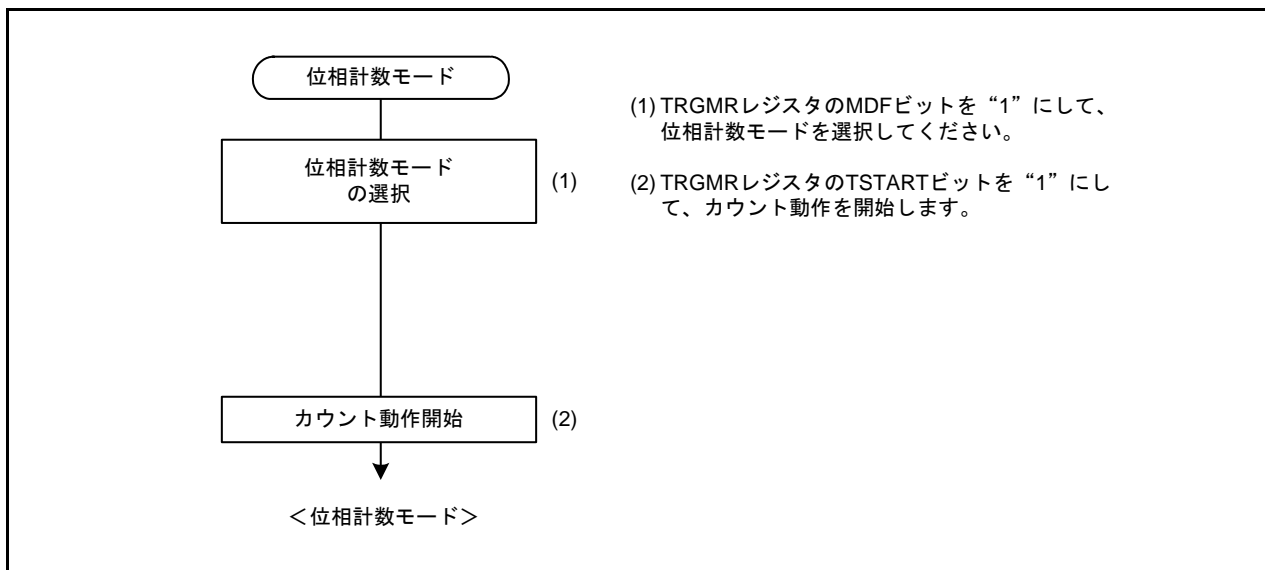 位相計数モード
位相計数モード
の選択
(1)
カウント動作開始
(2)
＜位相計数モード＞
(1) TRGMRレジスタのMDFビットを“1”にして、
位相計数モードを選択してください。
(2) TRGMRレジスタのTSTARTビットを“1”にし
て、カウント動作を開始します。